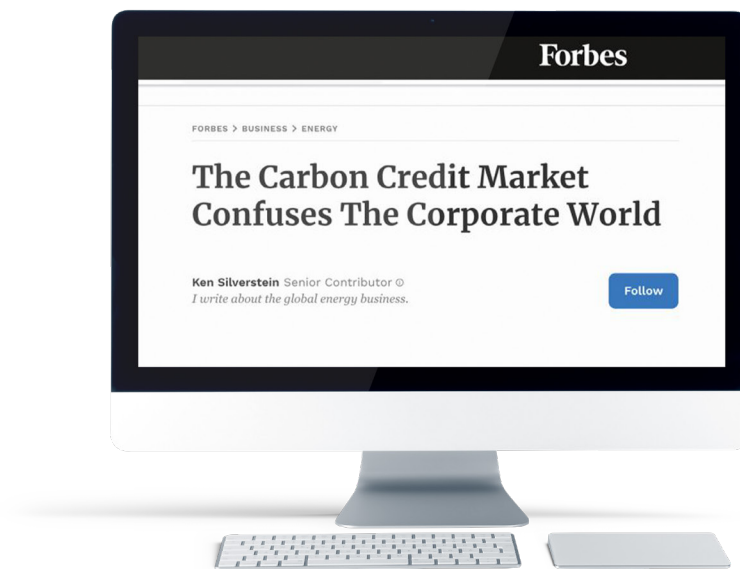 Forbes
FORBES > BUSINESS > ENERGY
The Carbon Credit Market
Confuses The Corporate World
Ken Silverstein Senior Contributor ⓘ
I write about the global energy business.
Follow